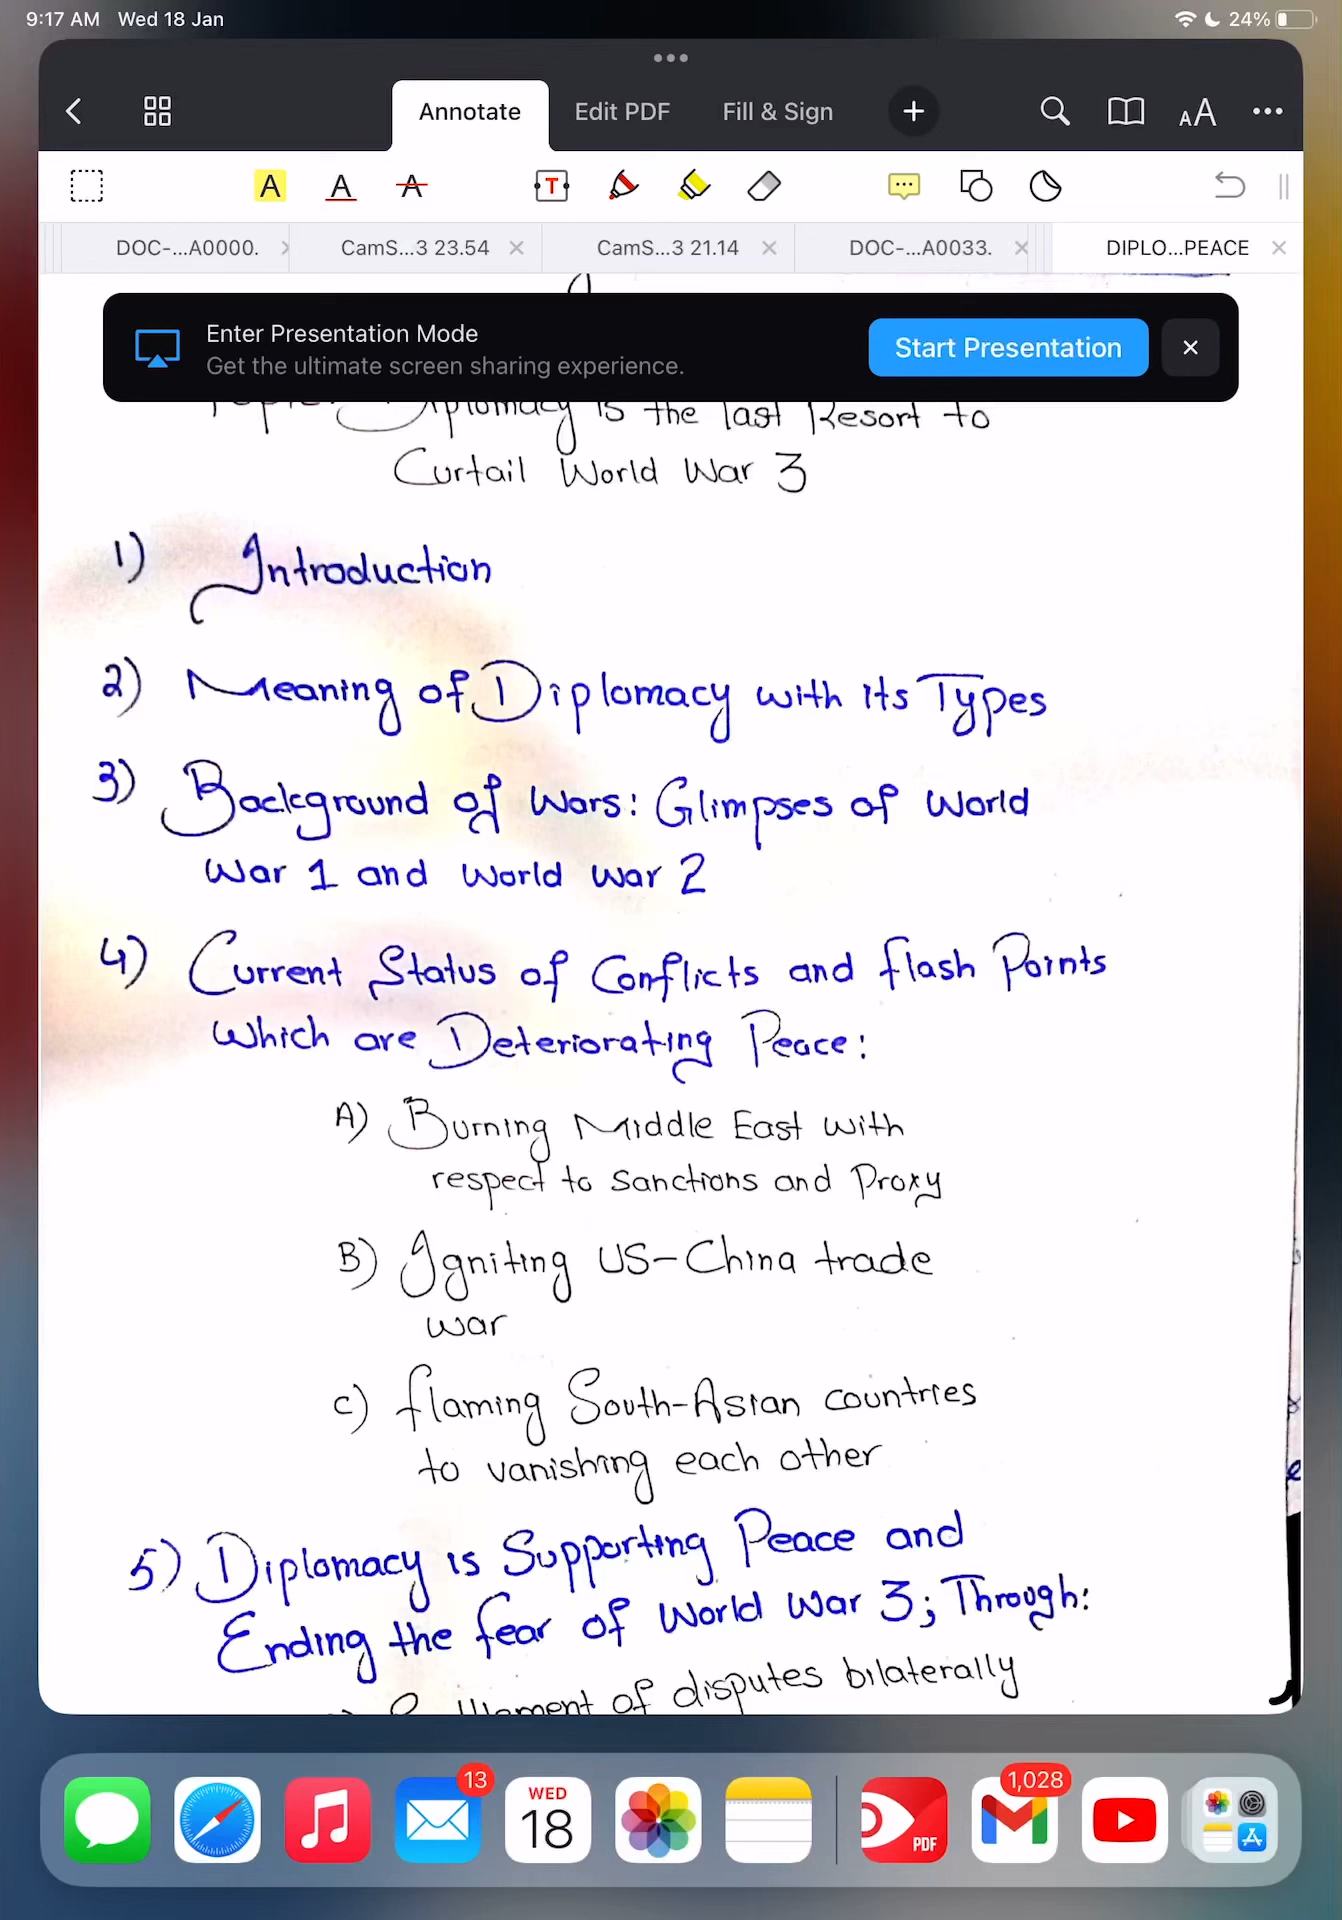 9:17 AM Wed 18 Jan
24%
Annotate
Edit PDF
Fill & Sign
AA
A A A T
DOC-...A0000.
CamS...3 23.54
CamS...3 21.14
DOC-...A0033.
DIPLO...PEACE
Enter Presentation Mode
Get the ultimate screen sharing experience.
Start Presentation
Topic: Diplomacy is the last Resort to
Curtail World War 3
1) Introduction
2) Meaning of Diplomacy with its Types
3) Background of Wars: Glimpses of World
War 1 and World War 2
4) Current Status of Conflicts and flash Points
Which are Deteriorating Peace:
A) Burning Middle East with
respect to Sanctions and Proxy
B) Igniting US-China trade
war
C) flaming South-Asian countries
to vanishing each other
5) Diplomacy is Supporting Peace and
Ending the fear of World War 3; Through:
of disputes bilaterally
13
WED
18
PDF
1,028